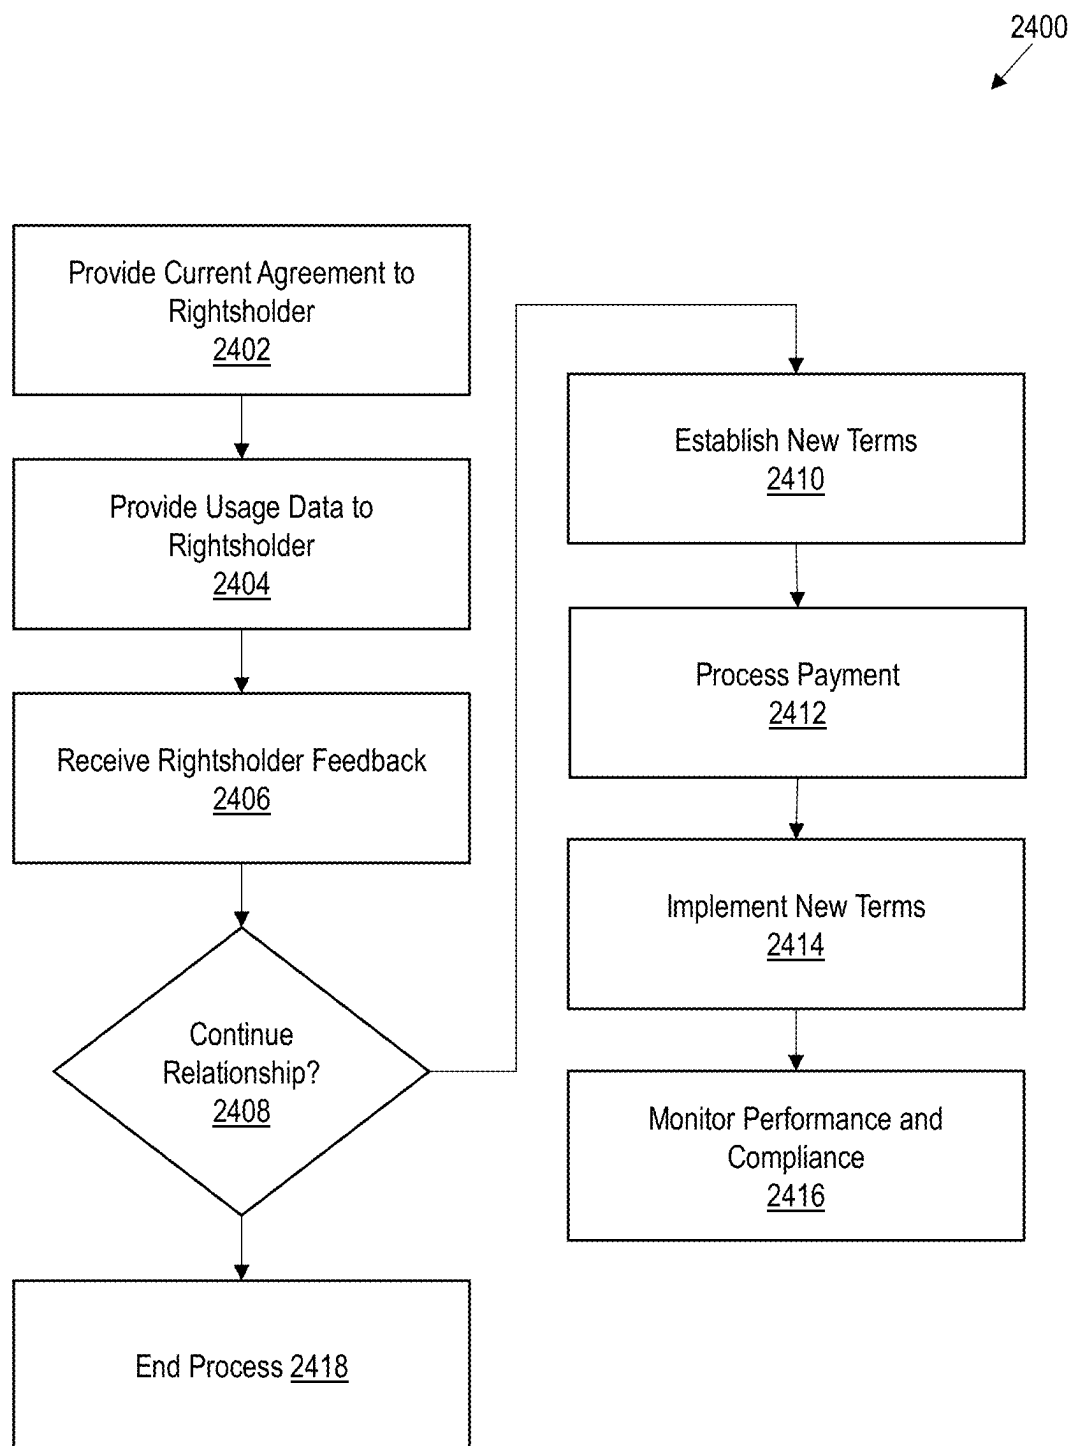 2400
Provide Current Agreement to
Rightsholder
2402
Provide Usage Data to
Rightsholder
2404
Receive Rightsholder Feedback
2406
Continue
Relationship?
2408
End Process 2418
Establish New Terms
2410
Process Payment
2412
Implement New Terms
2414
Monitor Performance and
Compliance
2416